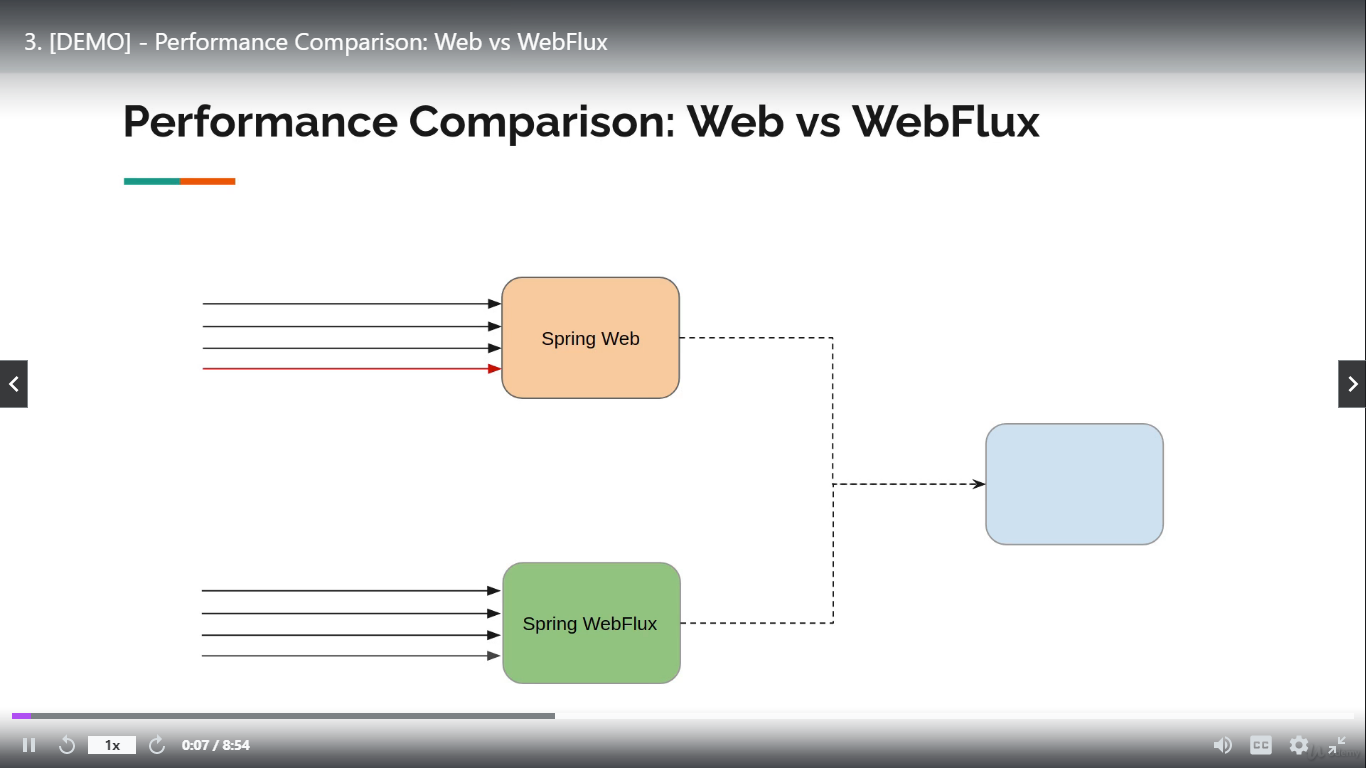 3. [DEMO] - Performance Comparison: Web vs WebFlux
Performance Comparison: Web vs WebFlux
Spring Web
Spring WebFlux
1x
0:07 / 8:54
CC